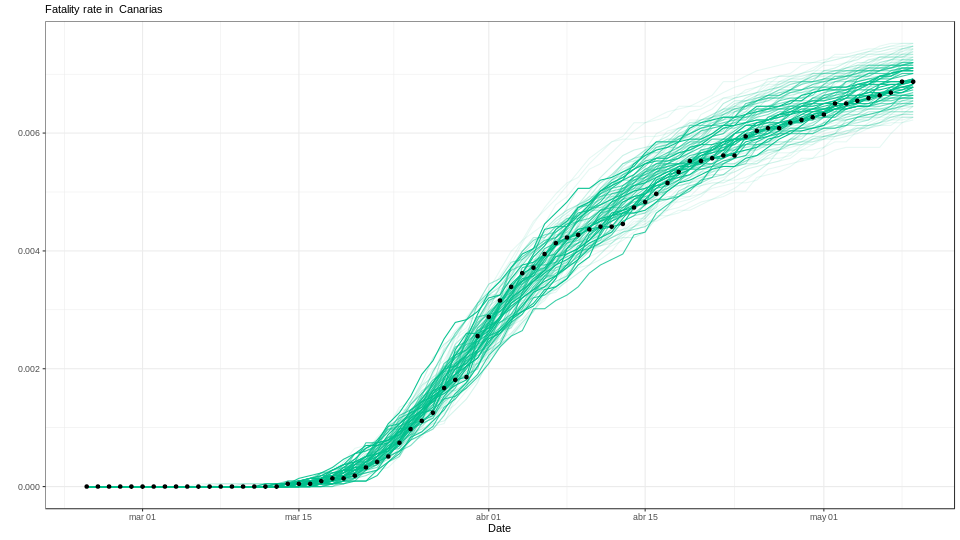 Fatality rate in  Canarias
0.006
0.004
0.002
0.000
mar 01
mar 15
abr 01
abr 15
may 01
Date